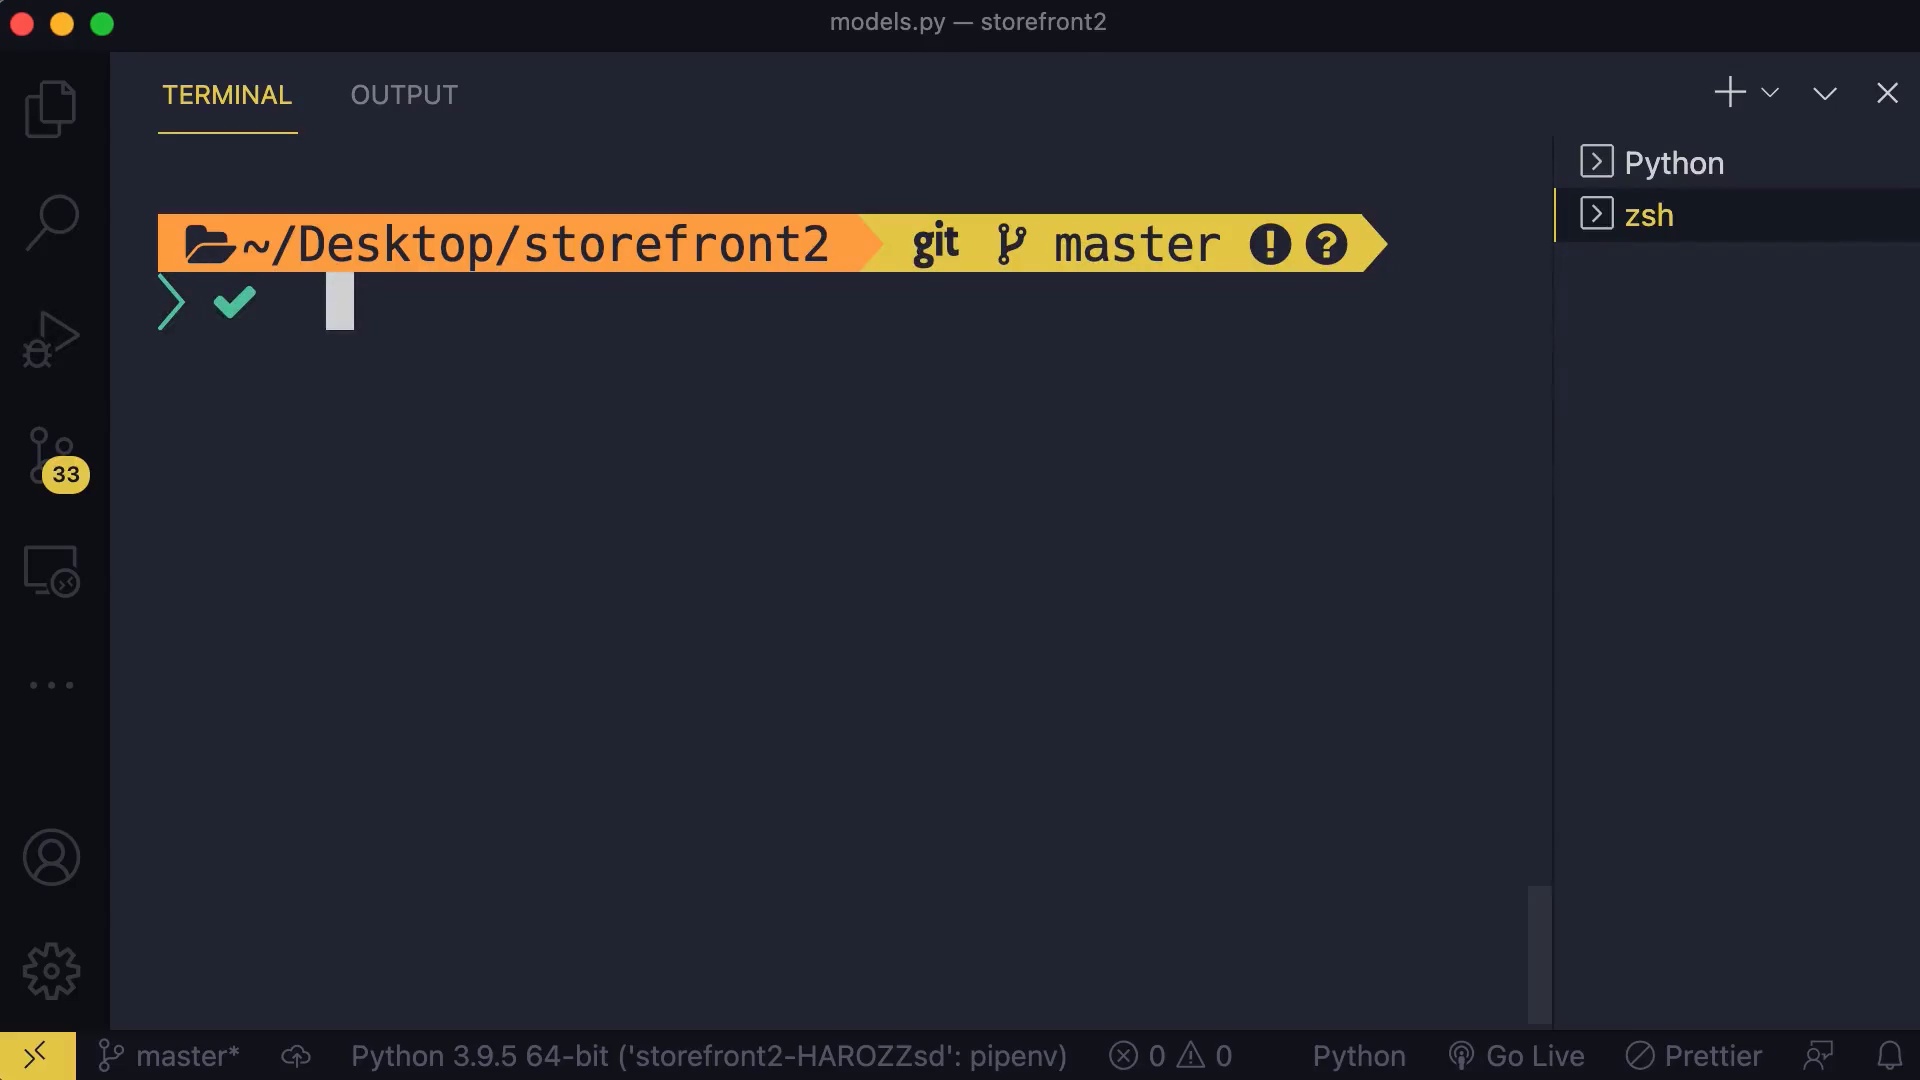 models.py — storefront2
TERMINAL OUTPUT
Python
zsh
~/Desktop/storefront2 git master ! ?
33
master* Python 3.9.5 64-bit ('storefront2-HAROZZsd': pipenv) 0 0 Python Go Live Prettier